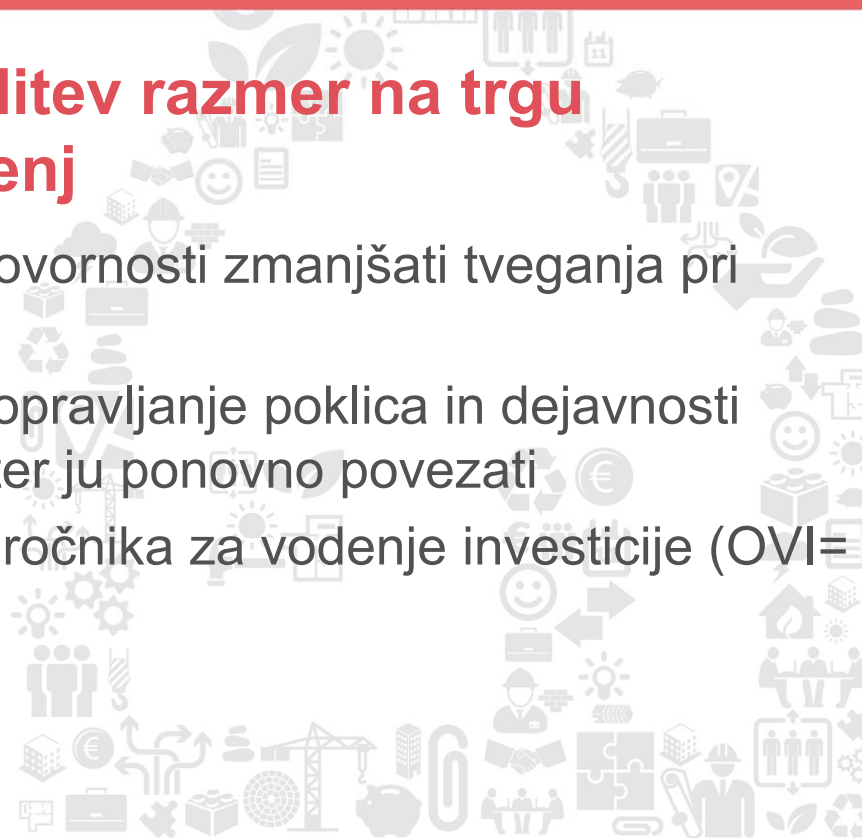 litev razmer na trgu
enj
ovornosti zmanjšati tveganja pri
opravljanje poklica in dejavnosti
ter ju ponovno povezati
ročnika za vodenje investicije (OVI=
11